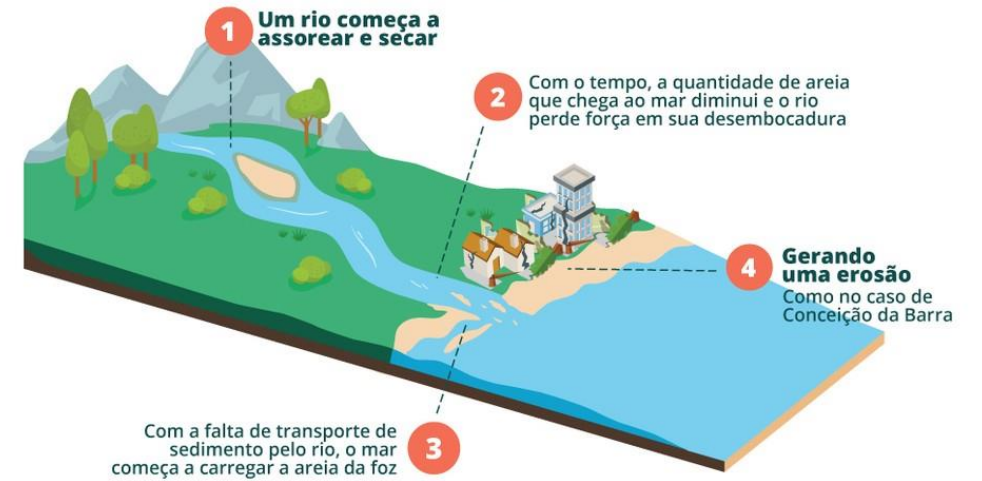 1
Um rio começa a
assorear e secar
2
Com o tempo, a quantidade de areia
que chega ao mar diminui e o rio
perde força em sua desembocadura
3
Com a falta de transporte de
sedimento pelo rio, o mar
começa a carregar a areia da foz
4
Gerando
uma erosão
Como no caso de
Conceição da Barra